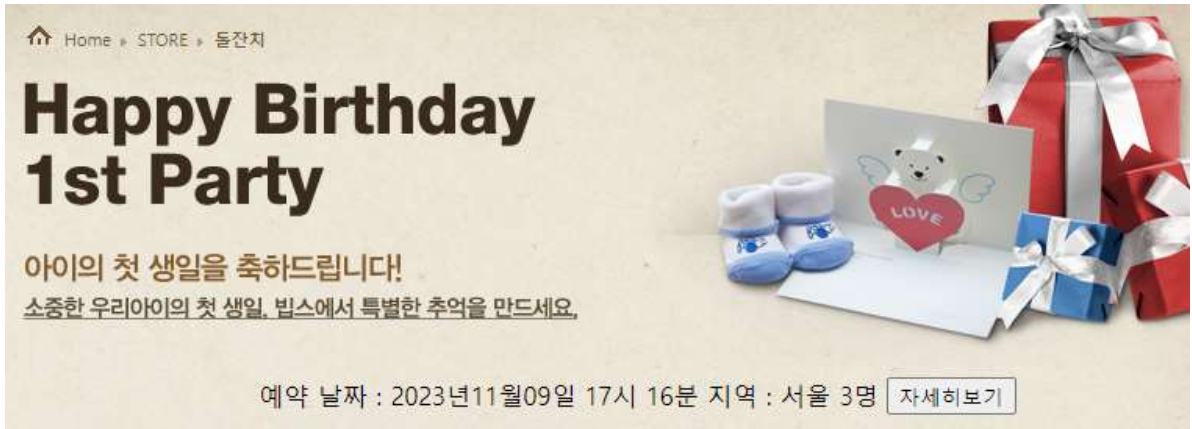 Home » STORE » 돌잔치
Happy Birthday
1st Party
아이의 첫 생일을 축하드립니다!
소중한 우리아이의 첫 생일, 빕스에서 특별한 추억을 만드세요.
LOVE
예약 날짜 : 2023년11월09일 17시 16분 지역 : 서울 3명 자세히보기